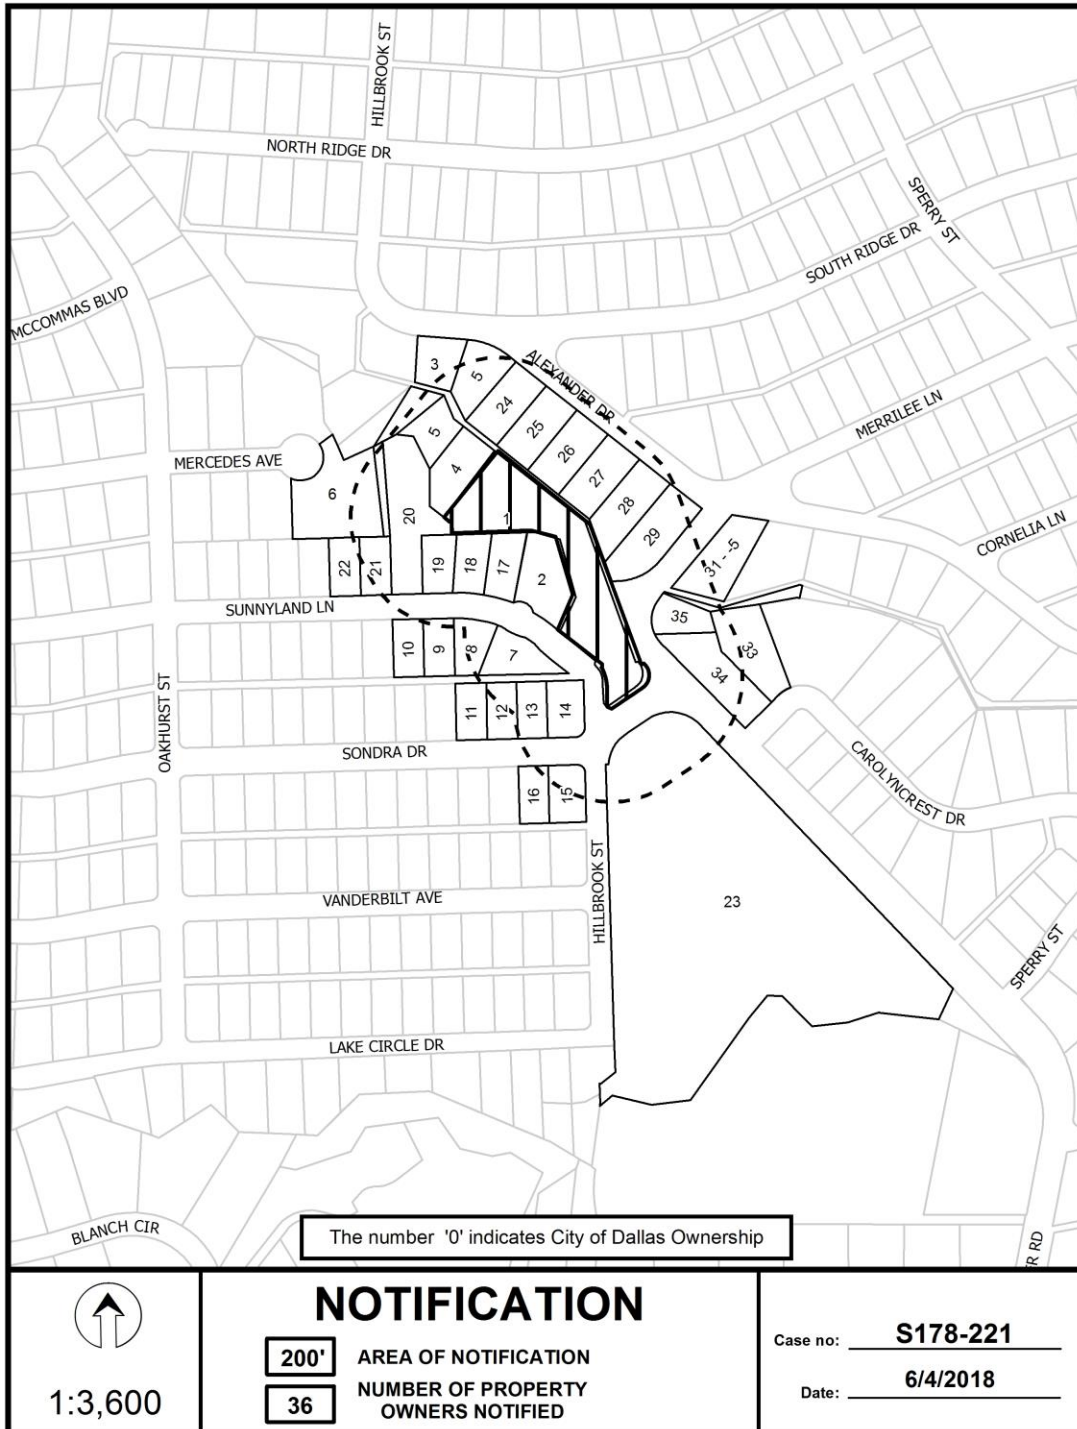 HILLBROOK ST
NORTH RIDGE DR
SPERRY ST
SOUTH RIDGE DR
MCCOMMAS BLVD
ALEXANDER DR
MERRILEE LN
3
5
24
25
26
27
28
29
5
4
MERCEDES AVE
6
20
1
CORNELIA LN
31 - -5
22
21
19
18
17
2
SUNNYLAND LN
35
33
34
10
9
8
7
OAKHURST ST
11
12
13
14
SONDRA DR
CAROLYNCREST DR
16
15
HILLBROOK ST
VANDERBILT AVE
23
SPERRY ST
LAKE CIRCLE DR
BLANCH CIR
The number '0' indicates City of Dallas Ownership
RD
1:3,600
NOTIFICATION
200' AREA OF NOTIFICATION
36 NUMBER OF PROPERTY
OWNERS NOTIFIED
Case no: S178-221
Date: 6/4/2018